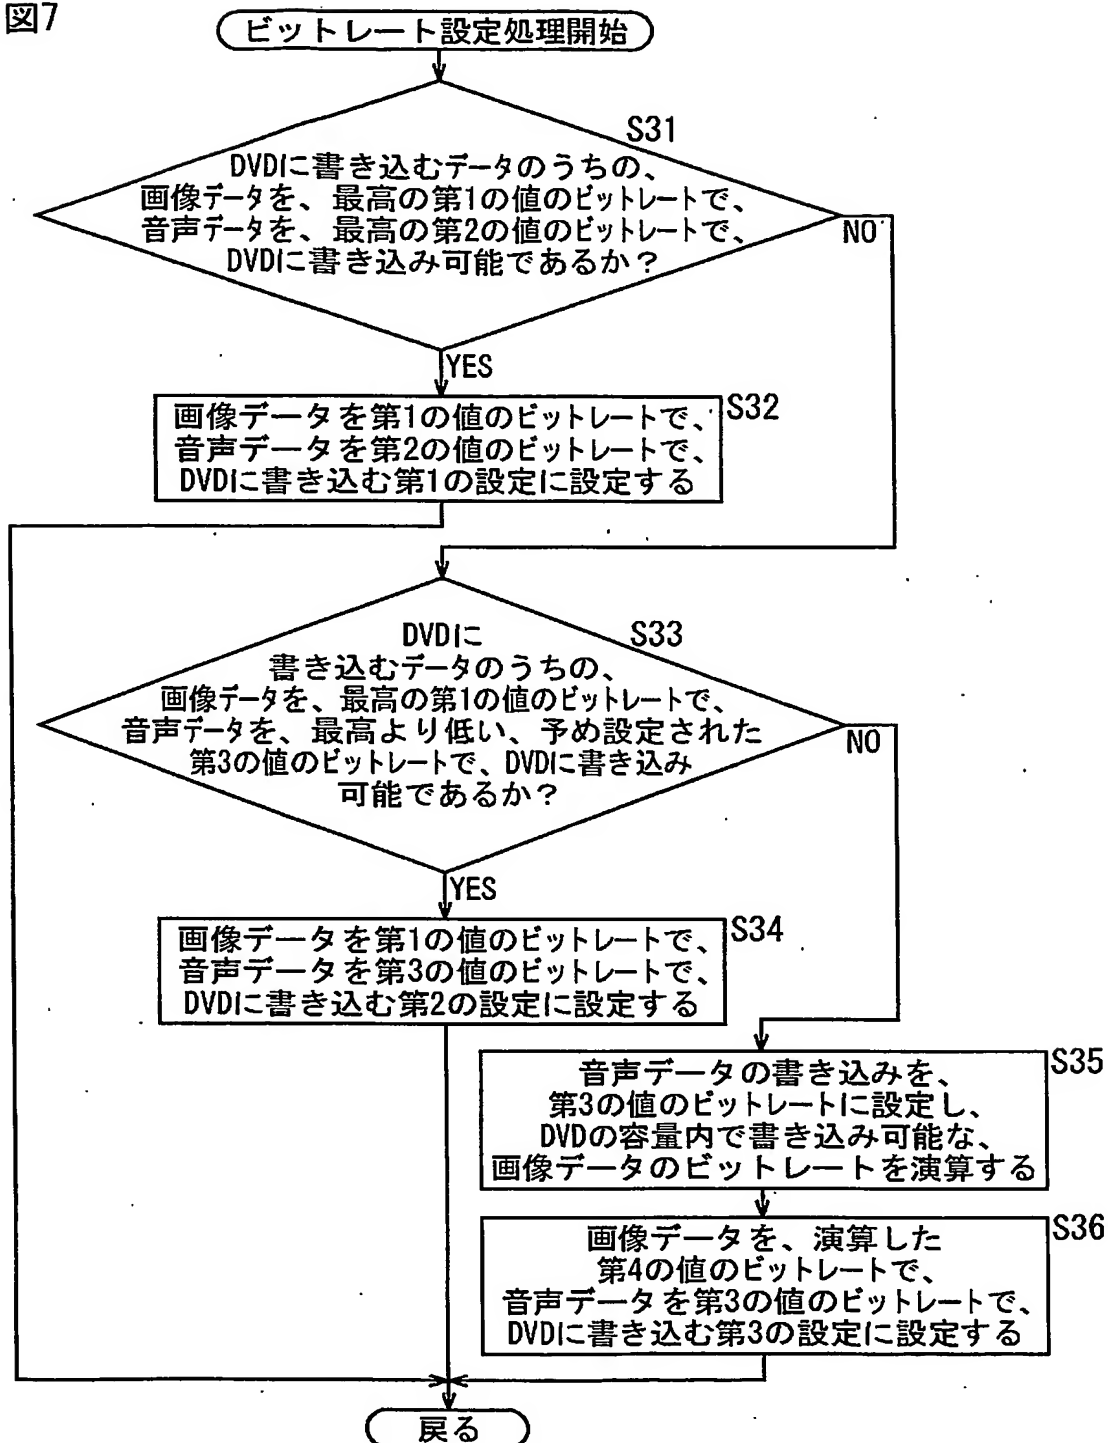 図7
ビットレート設定処理開始
S31
DVDに書き込むデータのうちの、
画像データを、最高の第1の値のビットレートで、
音声データを、最高の第2の値のビットレートで、
DVDに書き込み可能であるか？
NO
YES
S32
画像データを第1の値のビットレートで、
音声データを第2の値のビットレートで、
DVDに書き込む第1の設定に設定する
S33
DVDに
書き込むデータのうちの、
画像データを、最高の第1の値のビットレートで、
音声データを、最高より低い、予め設定された
第3の値のビットレートで、DVDに書き込み
可能であるか？
NO
YES
S34
画像データを第1の値のビットレートで、
音声データを第3の値のビットレートで、
DVDに書き込む第2の設定に設定する
S35
音声データの書き込みを、
第3の値のビットレートに設定し、
DVDの容量内で書き込み可能な、
画像データのビットレートを演算する
S36
画像データを、演算した
第4の値のビットレートで、
音声データを第3の値のビットレートで、
DVDに書き込む第3の設定に設定する
戻る